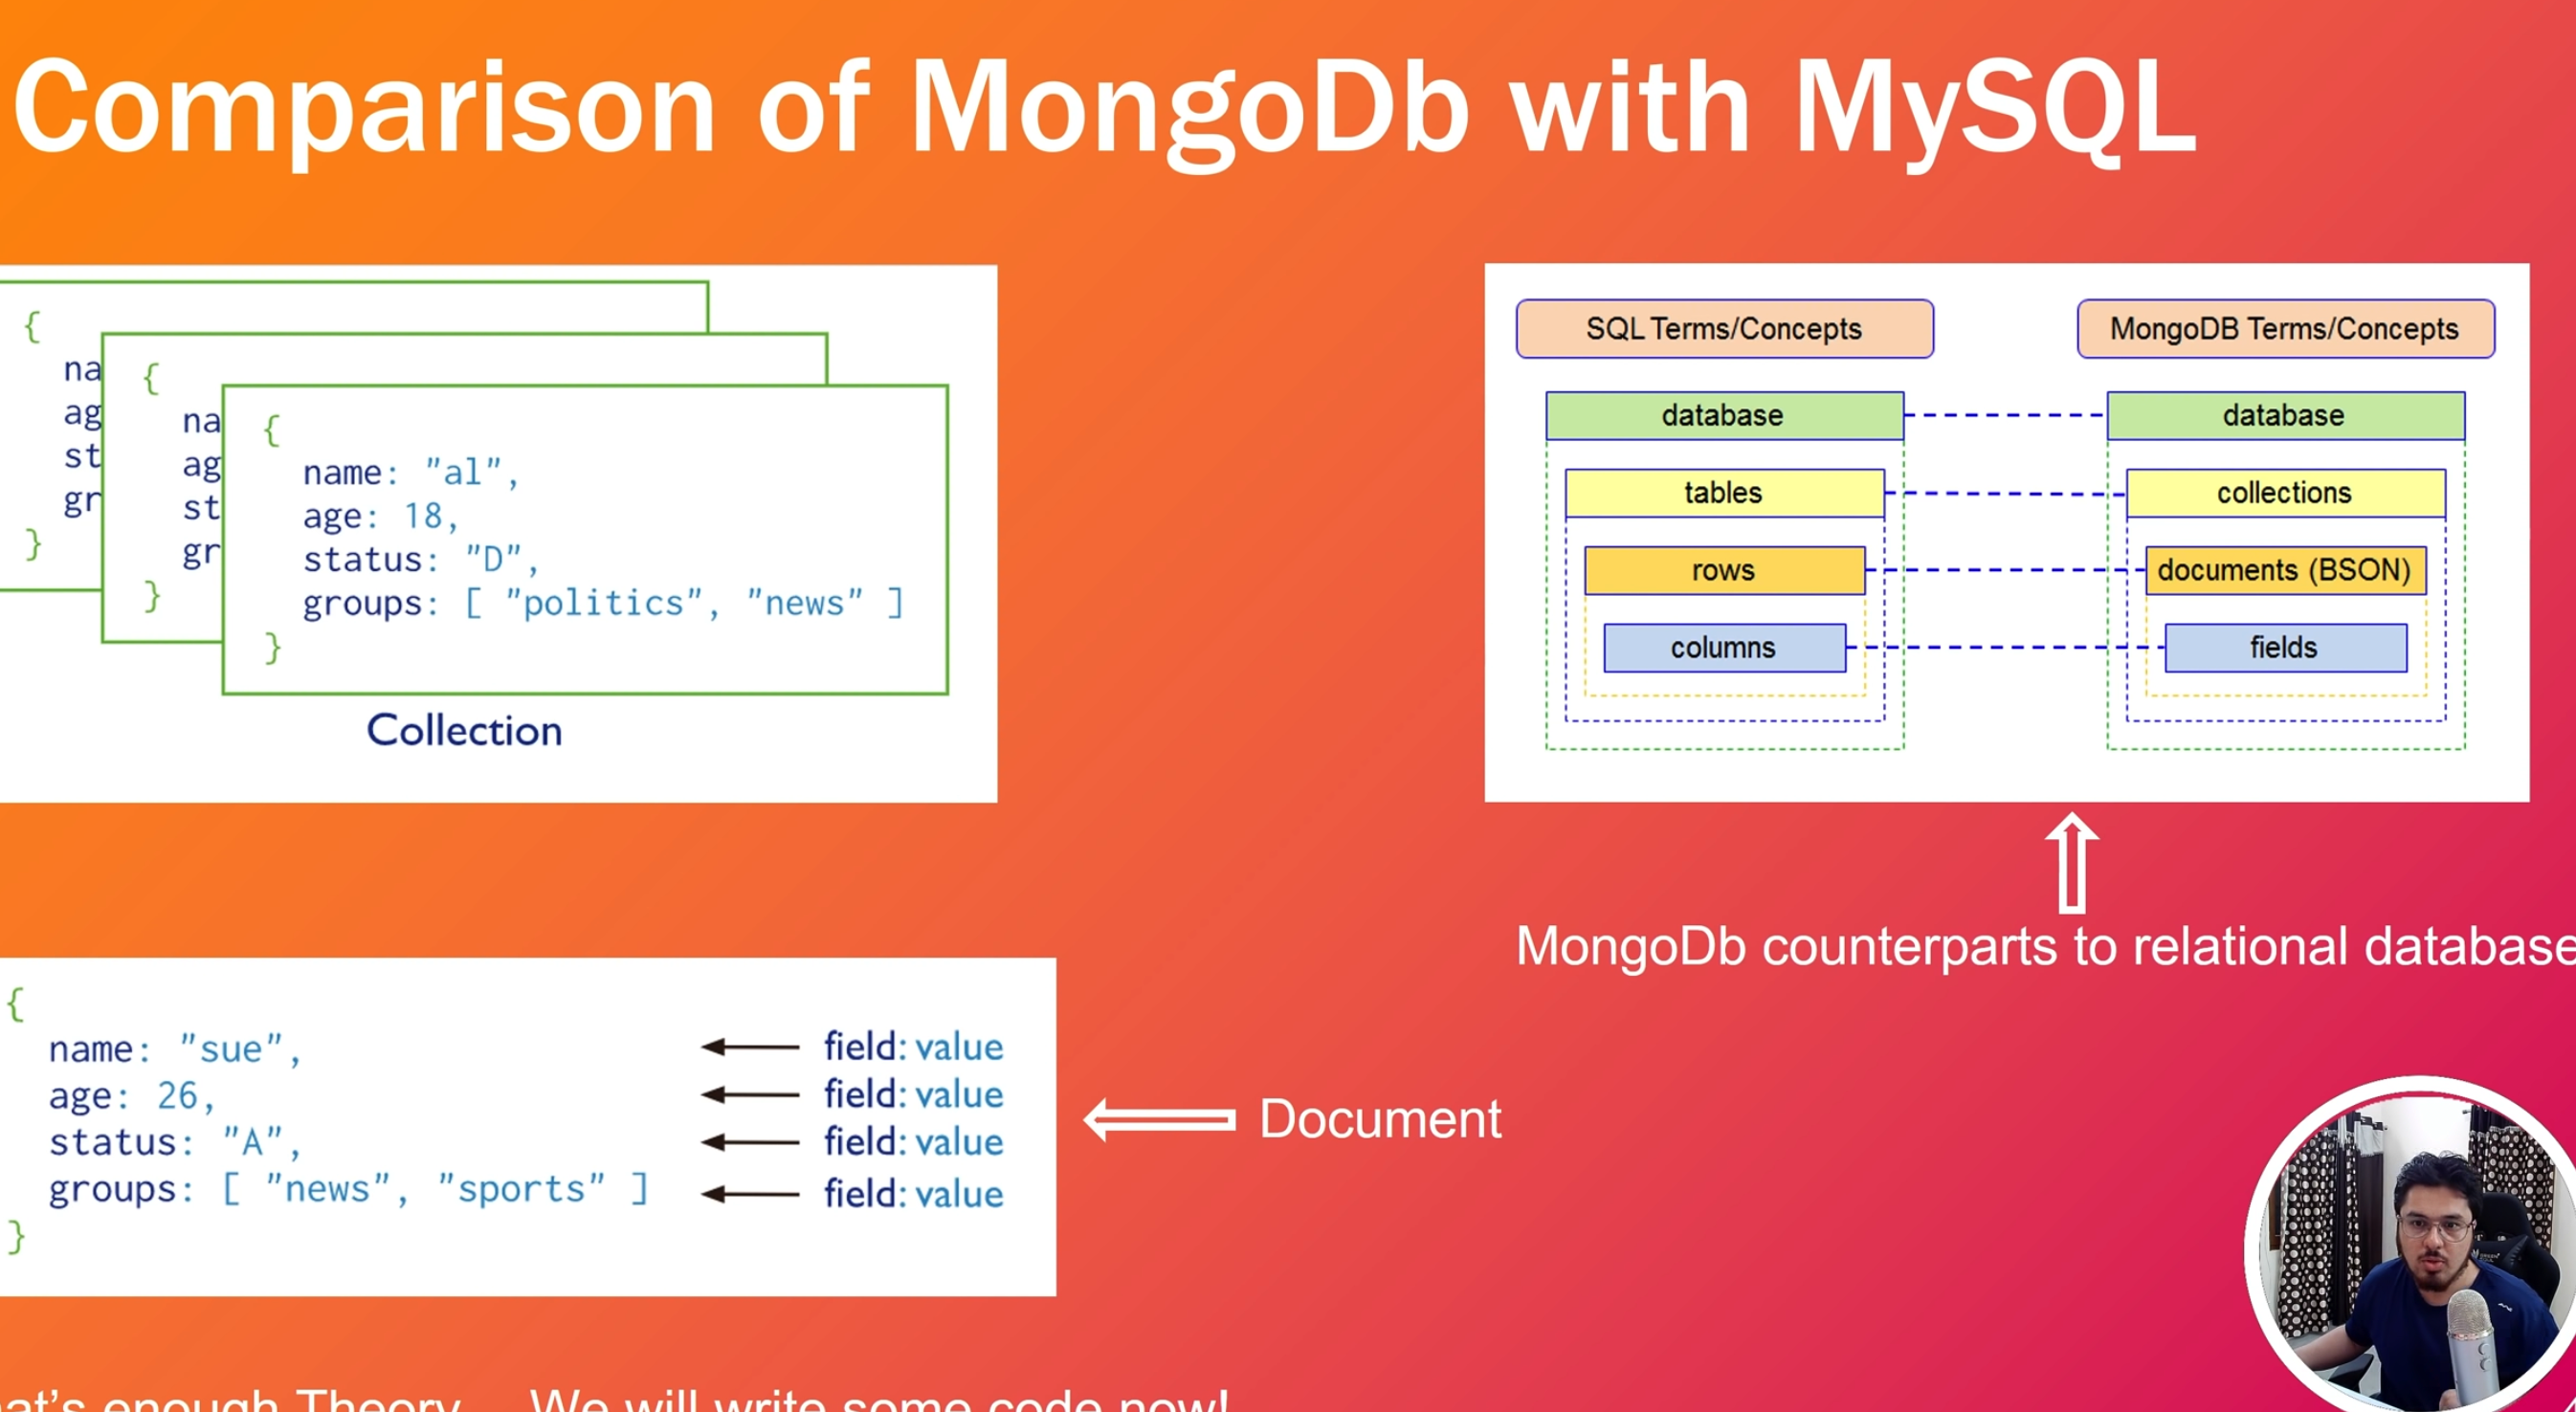 Comparison of MongoDb with MySQL
{
na
ag
st
gr
}
{
na
ag
st
gr
}
{
name: "al",
age: 18,
status: "D",
groups: [ "politics", "news" ]
}
Collection
SQL Terms/Concepts
MongoDB Terms/Concepts
database
database
tables
collections
rows
documents (BSON)
columns
fields
MongoDb counterparts to relational database
{
name: "sue",
age: 26,
status: "A",
groups: [ "news", "sports" ]
}
field: value
field: value
field: value
field: value
Document
at's enough Theory We will write some code now!